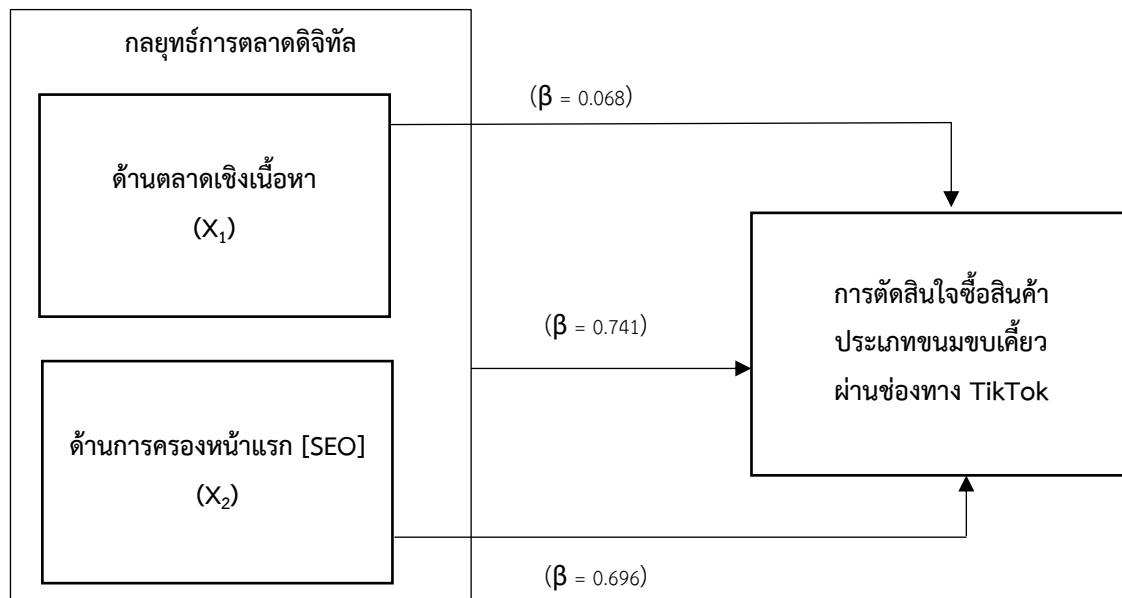 กลยุทธ์การตลาดดิจิทัล
(β = 0.068)
ด้านตลาดเชิงเนื้อหา
(X₁)
(β = 0.741)
การตัดสินใจซื้อสินค้า
ประเภทขนมขบเคี้ยว
ผ่านช่องทาง TikTok
ด้านการครองหน้าแรก [SEO]
(X₂)
(β = 0.696)